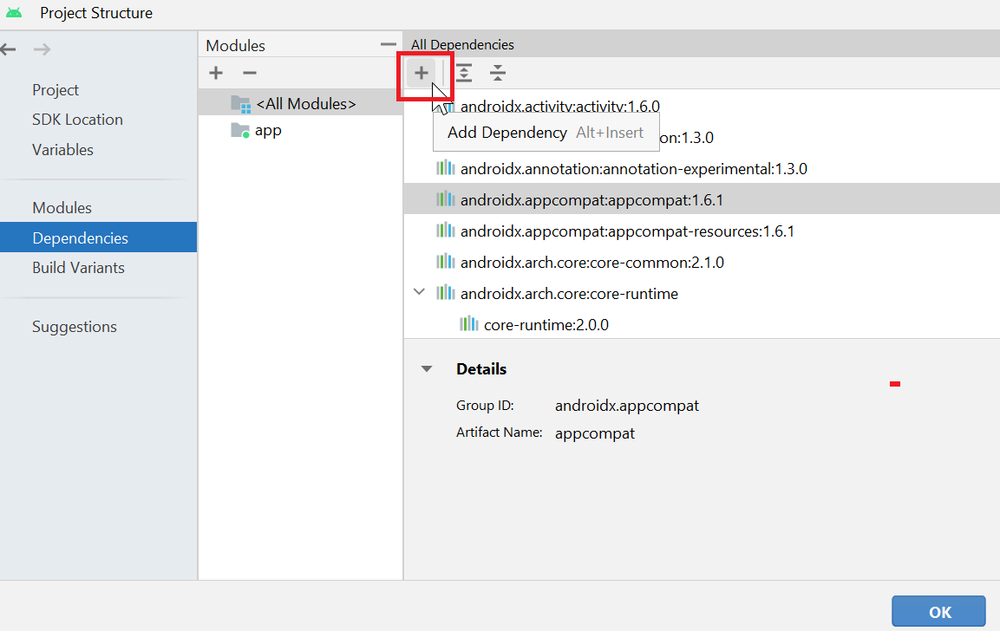 Project Structure
Project
SDK Location
Variables
Modules
Dependencies
Build Variants
Suggestions
Modules
<All Modules>
app
All Dependencies
androidx.activity:activity:1.6.0
Add Dependency Alt+Insert
on:1.3.0
androidx.annotation:annotation-experimental:1.3.0
androidx.appcompat:appcompat:1.6.1
androidx.appcompat:appcompat-resources:1.6.1
androidx.arch.core:core-common:2.1.0
androidx.arch.core:core-runtime
core-runtime:2.0.0
Details
Group ID: androidx.appcompat
Artifact Name: appcompat
OK